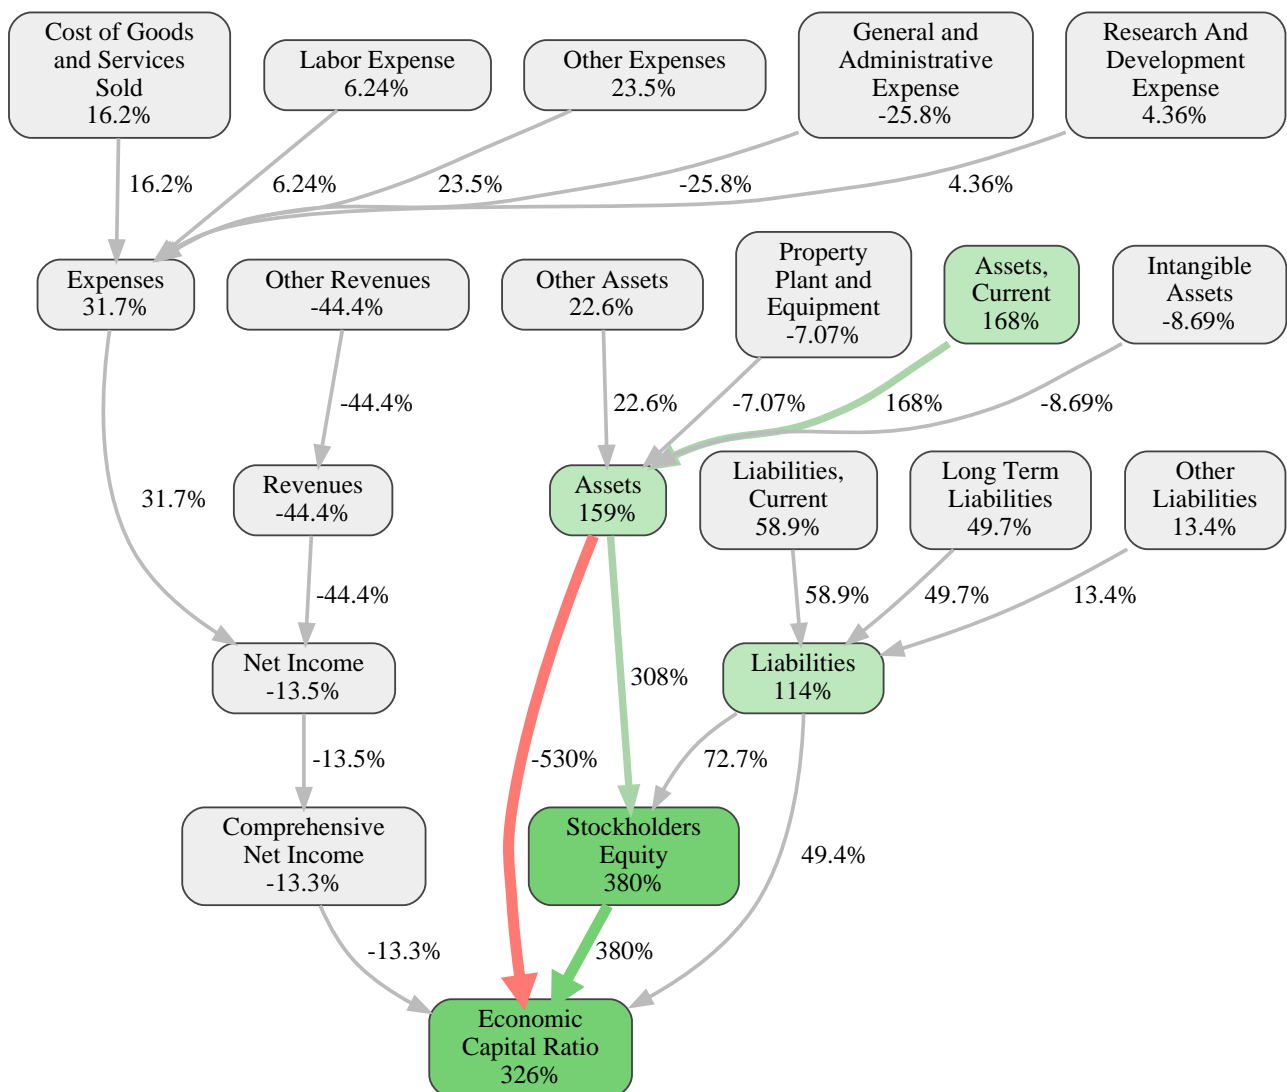 Cost of Goods
and Services
Sold
16.2%
Labor Expense
6.24%
Other Expenses
23.5%
General and
Administrative
Expense
-25.8%
Research And
Development
Expense
4.36%
16.2%
6.24%
23.5%
-25.8%
4.36%
Expenses
31.7%
Other Revenues
-44.4%
Other Assets
22.6%
Property
Plant and
Equipment
-7.07%
Assets,
Current
168%
Intangible
Assets
-8.69%
-44.4%
22.6%
-7.07%
168%
-8.69%
31.7%
Revenues
-44.4%
Assets
159%
Liabilities,
Current
58.9%
Long Term
Liabilities
49.7%
Other
Liabilities
13.4%
-44.4%
58.9%
49.7%
13.4%
Net Income
-13.5%
308%
Liabilities
114%
-13.5%
-530%
72.7%
Comprehensive
Net Income
-13.3%
Stockholders
Equity
380%
49.4%
-13.3%
380%
Economic
Capital Ratio
326%